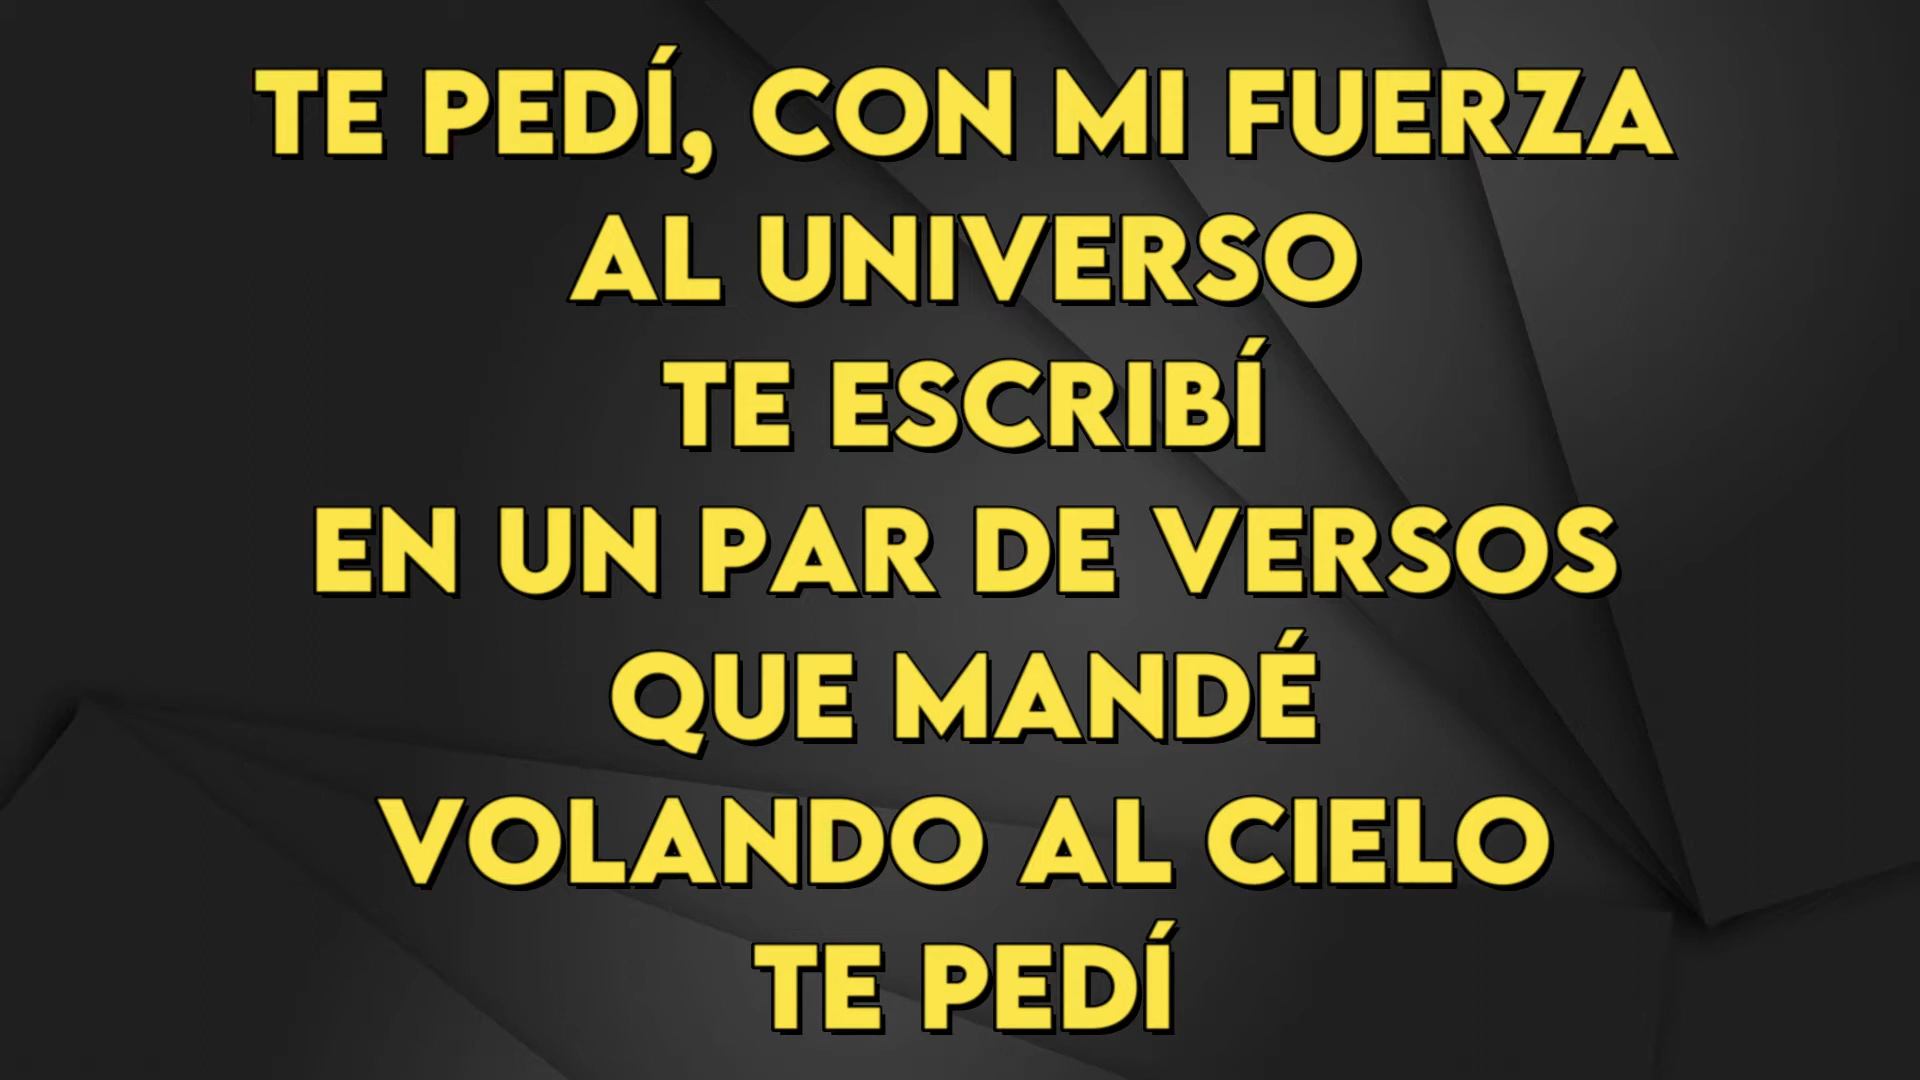 TE PEDÍ, CON MI FUERZA
AL UNIVERSO
TE ESCRIBÍ
EN UN PAR DE VERSOS
QUE MANDÉ
VOLANDO AL CIELO
TE PEDÍ